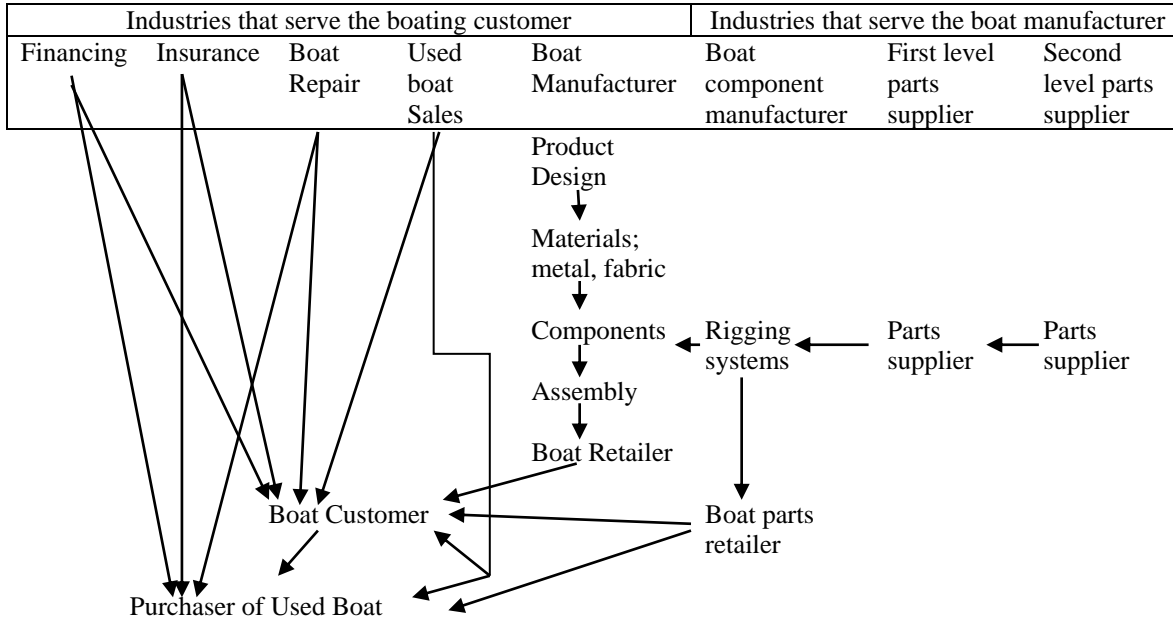 Industries that serve the boating customer
Industries that serve the boat manufacturer
Financing
Insurance
Boat
Repair
Used
boat
Sales
Boat
Manufacturer
Boat
component
manufacturer
First level
parts
supplier
Second
level parts
supplier
Product
Design
Materials;
metal, fabric
Components
Rigging
systems
Parts
supplier
Parts
supplier
Assembly
Boat Retailer
Boat Customer
Boat parts
retailer
Purchaser of Used Boat